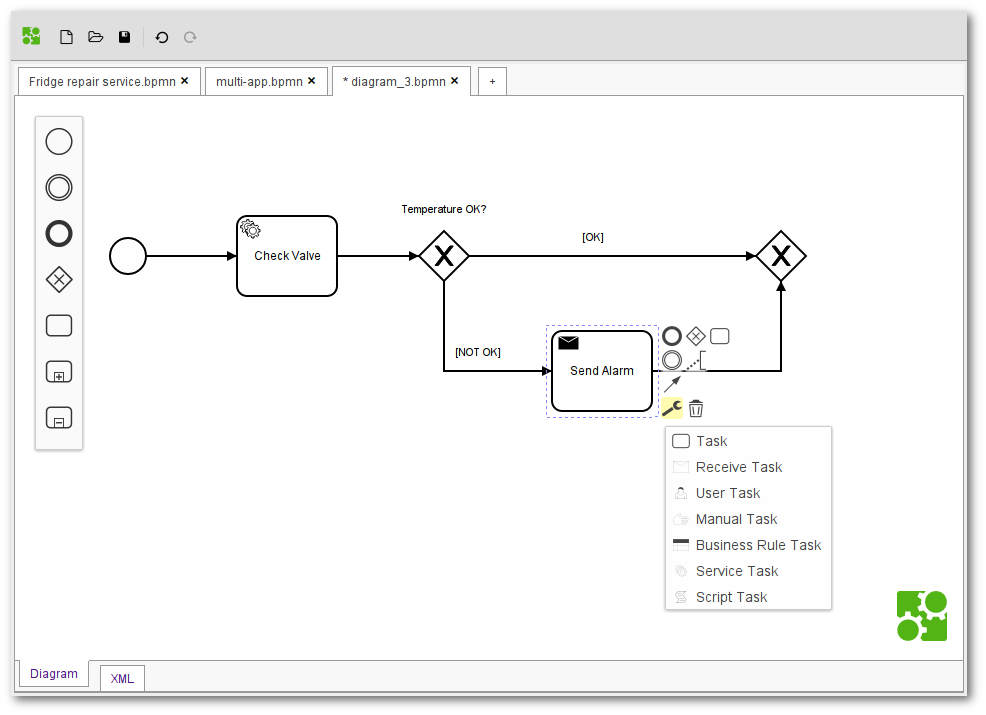 Fridge repair service.bpmn ×
multi-app.bpmn ×
* diagram_3.bpmn ×
+
Temperature OK?
[OK]
Check Valve
[NOT OK]
Send Alarm
Task
Receive Task
User Task
Manual Task
Business Rule Task
Service Task
Script Task
Diagram
XML